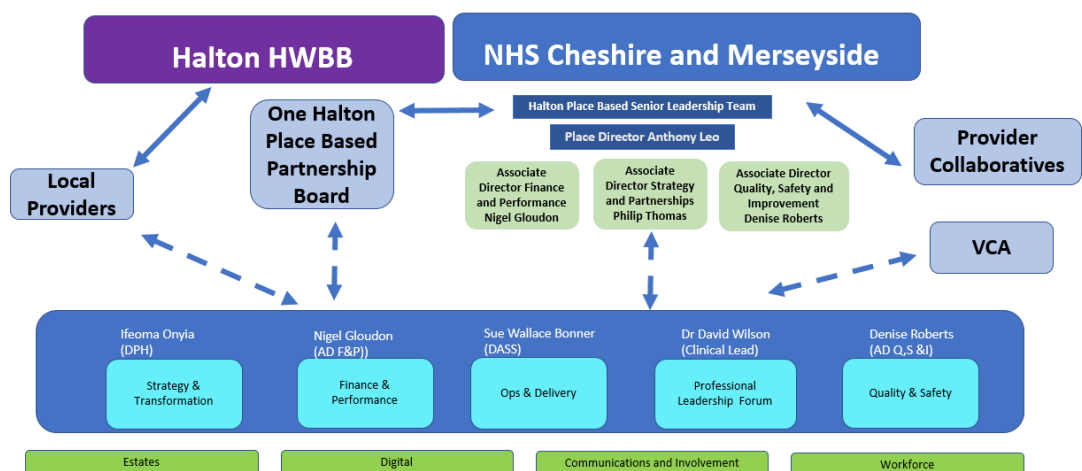 Halton HWBB
NHS Cheshire and Merseyside
One Halton
Place Based
Partnership
Board
Halton Place Based Senior Leadership Team
Place Director Anthony Leo
Provider
Collaboratives
Local
Providers
Associate
Director Finance
and Performance
Nigel Gloudon
Associate
Director Strategy
and Partnerships
Philip Thomas
Associate Director
Quality, Safety and
Improvement
Denise Roberts
VCA
Ifeoma Onyia
(DPH)
Strategy &
Transformation
Nigel Gloudon
(AD F&P))
Finance &
Performance
Sue Wallace Bonner
(DASS)
Ops & Delivery
Dr David Wilson
(Clinical Lead)
Professional
Leadership Forum
Denise Roberts
(AD Q,S &I)
Quality & Safety
Estates
Digital
Communications and Involvement
Workforce